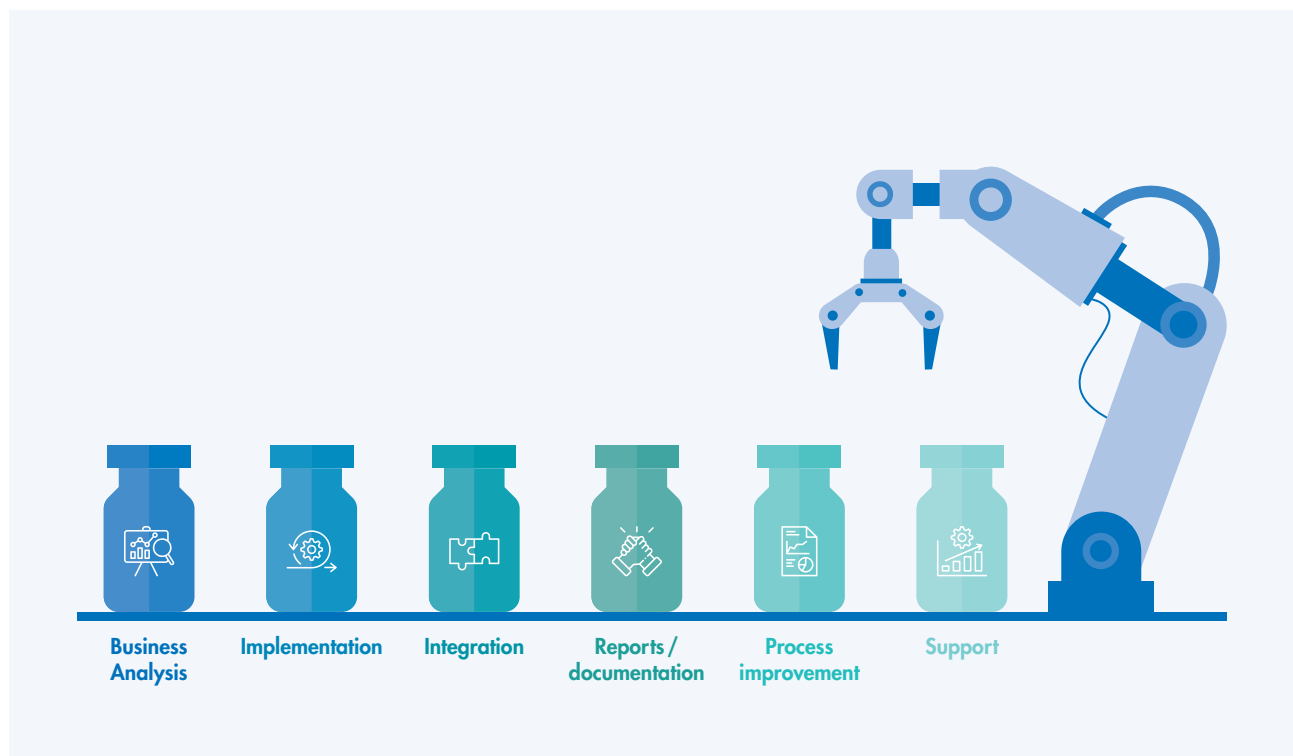 Business
Analysis
Implementation
Integration
Reports /
documentation
Process
improvement
Support